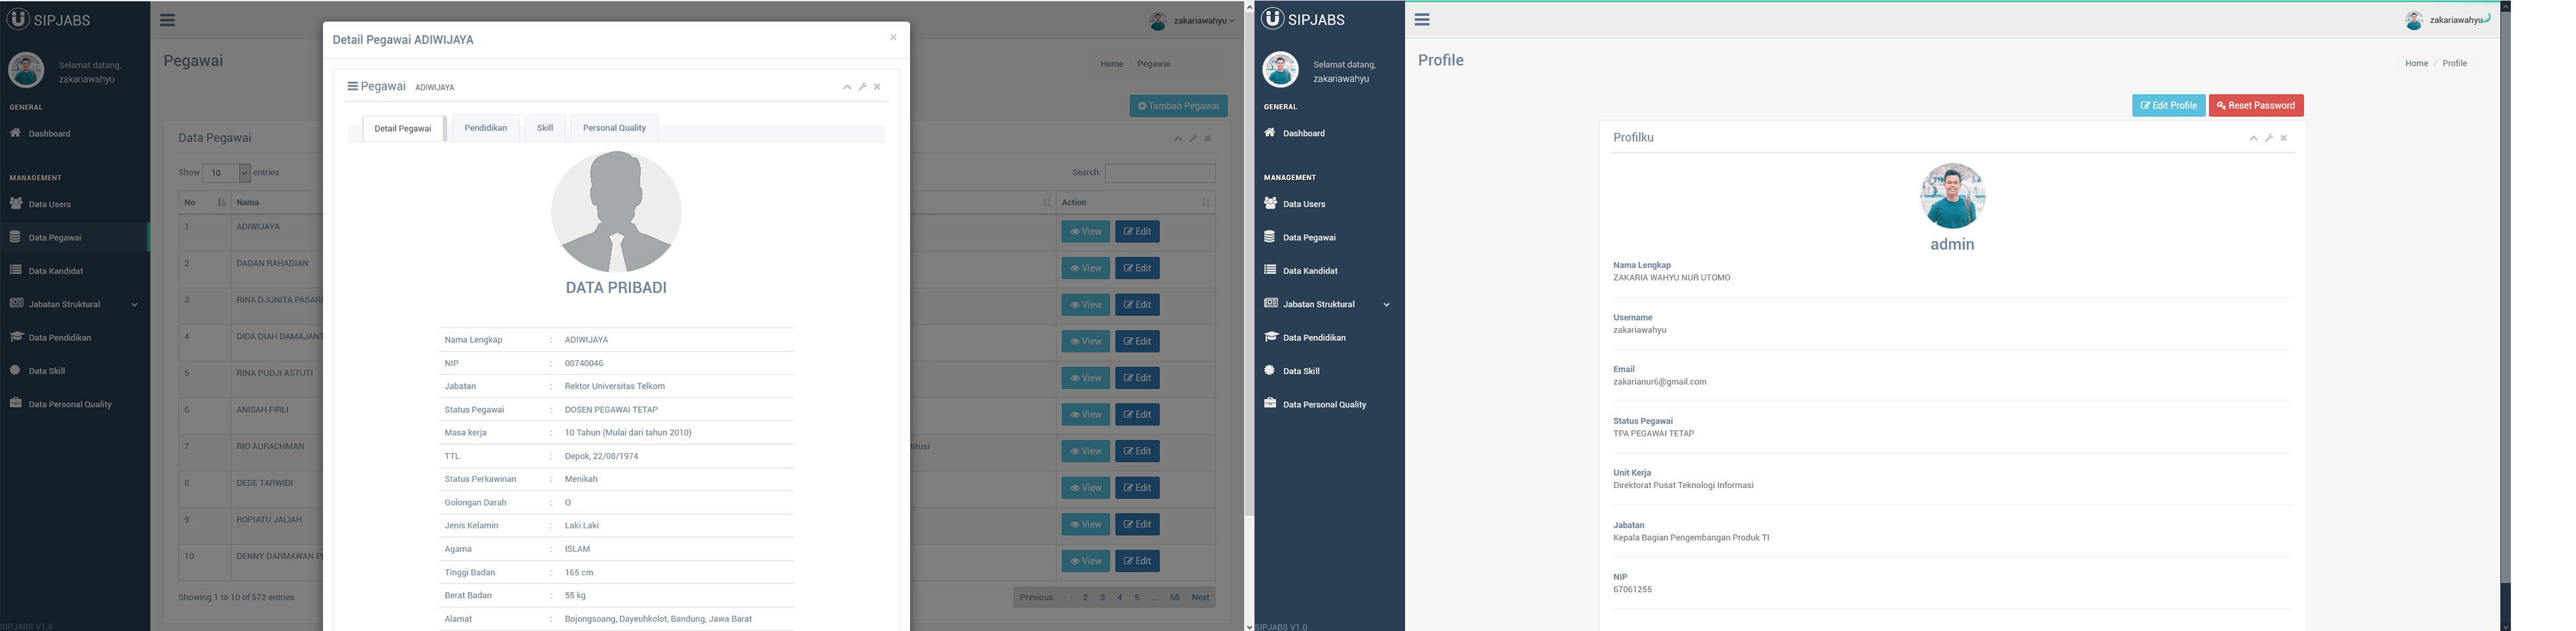 SIPJABS
Selamat datang,
zakariawahyu
GENERAL
Dashboard
MANAGEMENT
Data Users
Data Pegawai
Data Kandidat
Jabatan Struktural
Data Pendidikan
Data Skill
Data Personal Quality
SIPJABS V1.0
zakariawahyu
Pegawai
Home / Pegawai
Tambah Pegawai
Data Pegawai
Show 10 entries
Search:
No Nama Action
1 ADIWIJAYA View Edit
2 DADAN RAHADIAN View Edit
3 RINA DJUNITA View Edit
4 DIDA DIAH View Edit
5 RINA PUDJI ASTUTI View Edit
6 ANISAH FIRLI View Edit
7 RIO AURACHMAN View Edit
8 DEDE TARWIDI View Edit
9 ROPIATU JALIAH View Edit
10 DENNY DARMAWAN View Edit
Showing 1 to 10 of 572 entries
Previous 1 2 3 4 5 ... 58 Next
Detail Pegawai ADIWIJAYA
×
Pegawai ADIWIJAYA
Detail Pegawai Pendidikan Skill Personal Quality
DATA PRIBADI
Nama Lengkap : ADIWIJAYA
NIP : 00740046
Jabatan : Rektor Universitas Telkom
Status Pegawai : DOSEN PEGAWAI TETAP
Masa kerja : 10 Tahun (Mulai dari tahun 2010)
TTL : Depok, 22/08/1974
Status Perkawinan : Menikah
Golongan Darah : O
Jenis Kelamin : Laki Laki
Agama : ISLAM
Tinggi Badan : 165 cm
Berat Badan : 55 kg
Alamat : Bojongsoang, Dayeuhkolot, Bandung, Jawa Barat
SIPJABS
Selamat datang,
zakariawahyu
GENERAL
Dashboard
MANAGEMENT
Data Users
Data Pegawai
Data Kandidat
Jabatan Struktural
Data Pendidikan
Data Skill
Data Personal Quality
SIPJABS V1.0
zakariawahyu
Profile
Home / Profile
Edit Profile Reset Password
Profilku
admin
Nama Lengkap
ZAKARIA WAHYU NUR UTOMO
Username
zakariawahyu
Email
zakarianur6@gmail.com
Status Pegawai
TPA PEGAWAI TETAP
Unit Kerja
Direktorat Pusat Teknologi Informasi
Jabatan
Kepala Bagian Pengembangan Produk TI
NIP
67061255